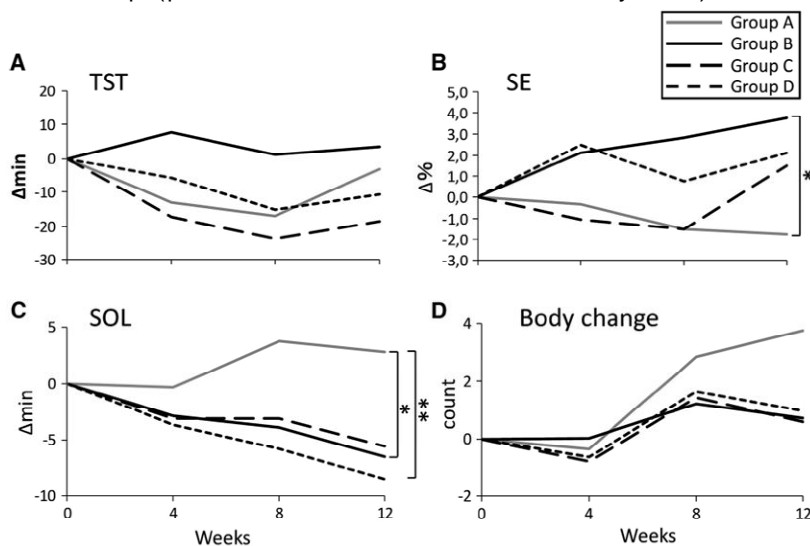 Group A
Group B
Group C
Group D
A
TST
20
10
0
-10
-20
-30
Δmin
B
SE
5,0
4,0
3,0
2,0
1,0
0,0
-1,0
-2,0
-3,0
Δ%
*
C
SOL
5
0
-5
-10
Δmin
*
**
0
4
8
12
Weeks
D
Body change
4
2
0
-2
count
0
4
8
12
Weeks